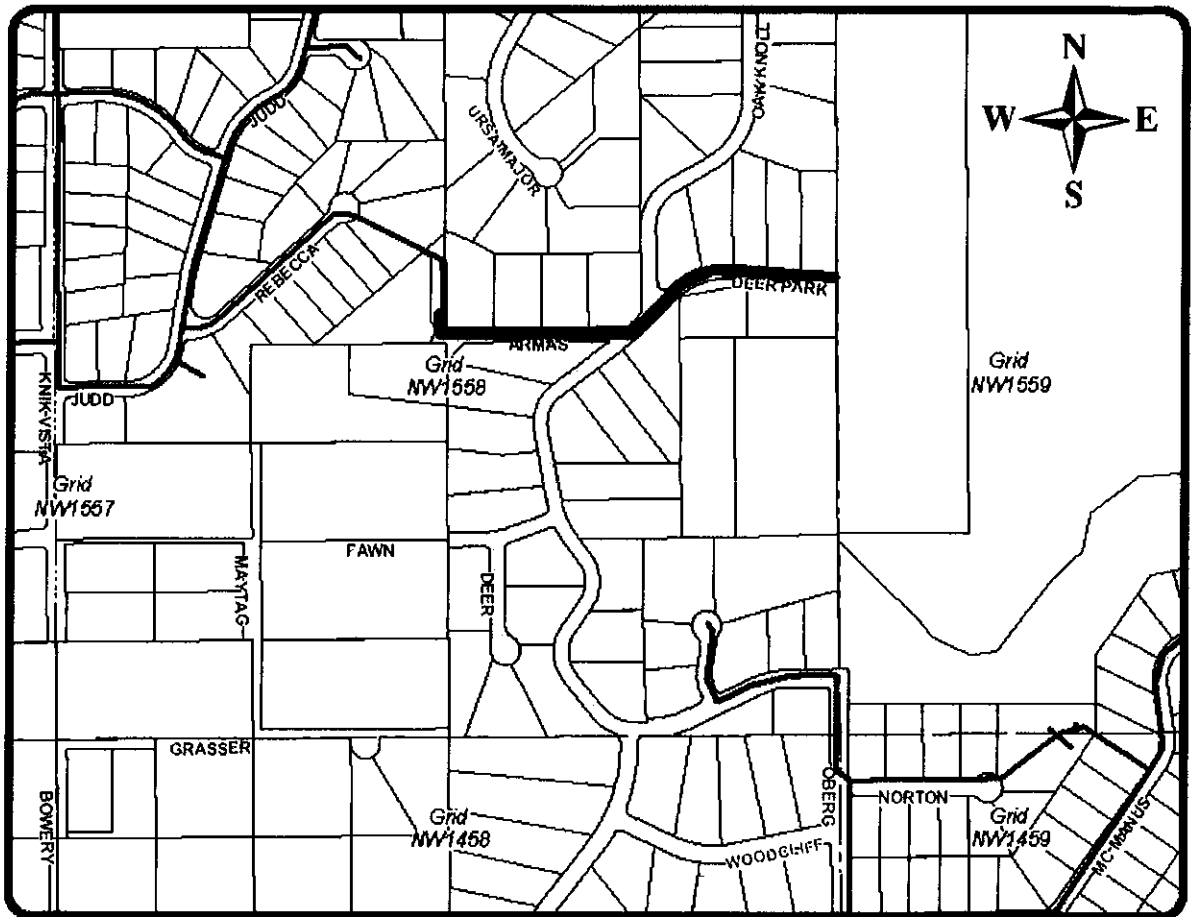 N
W E
S
JUDD
URSA MAJOR
OAK KNOLL
REBECCA
DEER PARK
ARMAS
Grid
NW1558
Grid
NW1559
JUDD
KNIK VISTA
Grid
NW1557
FAWN
MAYTAG
DEER
GRASSER
BOWERY
Grid
NW1458
OBERG
NORTON
Grid
NW1459
WOODCLIFF
MC-MANUS